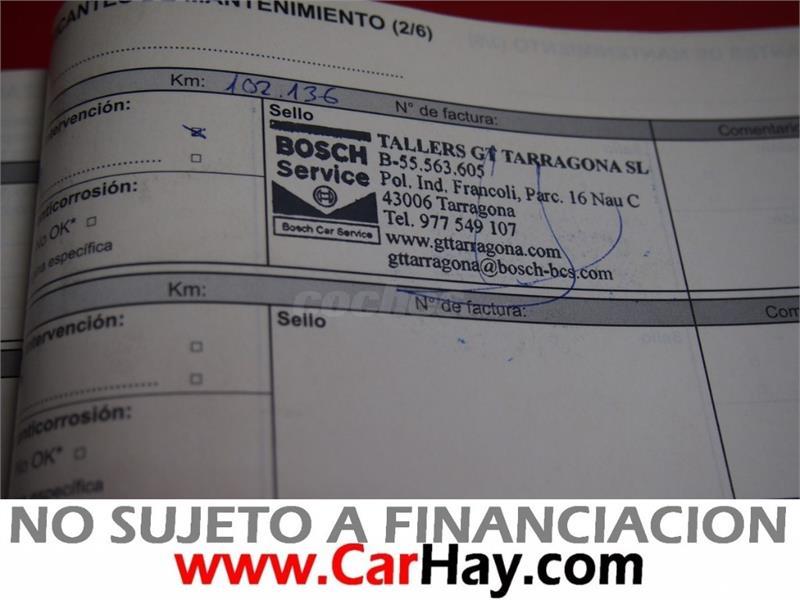 MANTENIMIENTO (2/6)
Km: 102.136
N° de factura:
Comentario
Intervención:
Sello
BOSCH
Service
Bosch Car Service
TALLERS GT TARRAGONA SL
B-55.563.605
Pol. Ind. Francoli, Parc. 16 Nau C
43006 Tarragona
Tel. 977 549 107
www.gttarragona.com
gttarragona@bosch-bcs.com
anticorrosión:
No OK*
específica
Km:
N° de factura:
Com
intervención:
Sello
anticorrosión:
No OK*
específica
coches
NO SUJETO A FINANCIACION
www.CarHay.com